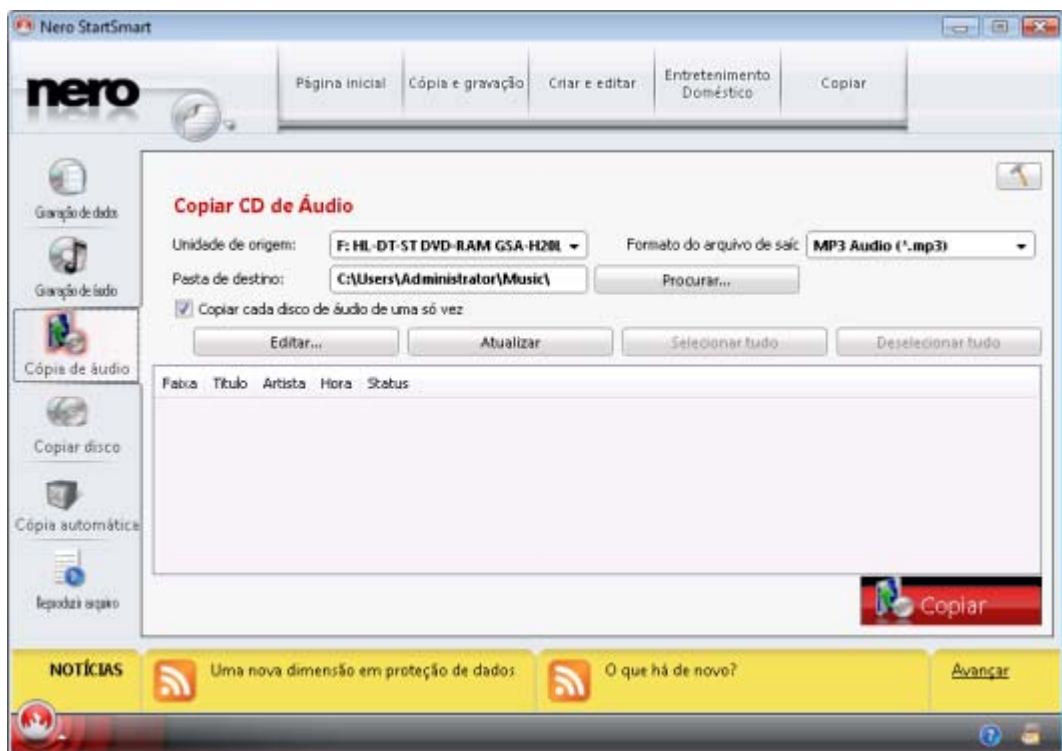 Nero StartSmart
nero
Página inicial
Cópia e gravação
Criar e editar
Entretenimento
Doméstico
Copiar
Gravação de dados
Gravação de áudio
Cópia de áudio
Copiar disco
Cópia automática
Reproduzir arquivo
Copiar CD de Áudio
Unidade de origem:
F: HL-DT-ST DVD-RAM GSA-H20L
Formato do arquivo de saíc
MP3 Audio (*.mp3)
Pasta de destino:
C:\Users\Administrator\Music\
Procurar...
Copiar cada disco de áudio de uma só vez
Editar...
Atualizar
Selecionar tudo
Deselecionar tudo
Faixa Título Artista Hora Status
Copiar
NOTÍCIAS
Uma nova dimensão em proteção de dados
O que há de novo?
Avançar